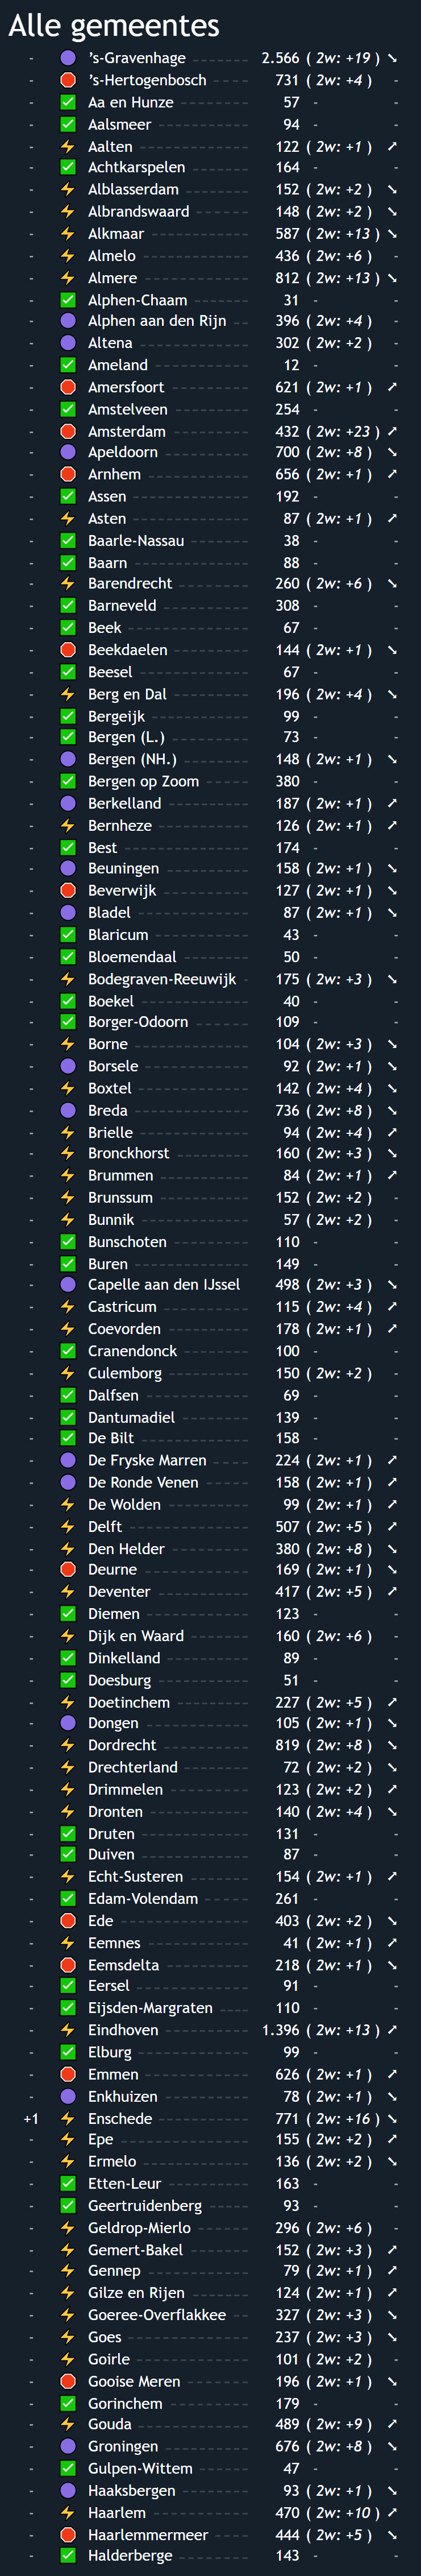 Alle gemeentes
- 's-Gravenhage 2.566 ( 2w: +19 ) ↘
- 's-Hertogenbosch 731 ( 2w: +4 ) -
- Aa en Hunze 57 - -
- Aalsmeer 94 - -
- Aalten 122 ( 2w: +1 ) ↗
- Achtkarspelen 164 - -
- Alblasserdam 152 ( 2w: +2 ) ↘
- Albrandswaard 148 ( 2w: +2 ) ↘
- Alkmaar 587 ( 2w: +13 ) ↘
- Almelo 436 ( 2w: +6 ) -
- Almere 812 ( 2w: +13 ) ↘
- Alphen-Chaam 31 - -
- Alphen aan den Rijn 396 ( 2w: +4 ) -
- Altena 302 ( 2w: +2 ) -
- Ameland 12 - -
- Amersfoort 621 ( 2w: +1 ) ↗
- Amstelveen 254 - -
- Amsterdam 432 ( 2w: +23 ) ↗
- Apeldoorn 700 ( 2w: +8 ) ↘
- Arnhem 656 ( 2w: +1 ) ↗
- Assen 192 - -
- Asten 87 ( 2w: +1 ) ↗
- Baarle-Nassau 38 - -
- Baarn 88 - -
- Barendrecht 260 ( 2w: +6 ) ↘
- Barneveld 308 - -
- Beek 67 - -
- Beekdaelen 144 ( 2w: +1 ) ↘
- Beesel 67 - -
- Berg en Dal 196 ( 2w: +4 ) ↘
- Bergeijk 99 - -
- Bergen (L.) 73 - -
- Bergen (NH.) 148 ( 2w: +1 ) ↘
- Bergen op Zoom 380 - -
- Berkelland 187 ( 2w: +1 ) ↗
- Bernheze 126 ( 2w: +1 ) ↗
- Best 174 - -
- Beuningen 158 ( 2w: +1 ) ↘
- Beverwijk 127 ( 2w: +1 ) ↘
- Bladel 87 ( 2w: +1 ) ↘
- Blaricum 43 - -
- Bloemendaal 50 - -
- Bodegraven-Reeuwijk 175 ( 2w: +3 ) ↘
- Boekel 40 - -
- Borger-Odoorn 109 - -
- Borne 104 ( 2w: +3 ) ↘
- Borsele 92 ( 2w: +1 ) ↘
- Boxtel 142 ( 2w: +4 ) ↘
- Breda 736 ( 2w: +8 ) ↘
- Brielle 94 ( 2w: +4 ) ↗
- Bronckhorst 160 ( 2w: +3 ) ↘
- Brummen 84 ( 2w: +1 ) ↗
- Brunssum 152 ( 2w: +2 ) -
- Bunnik 57 ( 2w: +2 ) -
- Bunschoten 110 - -
- Buren 149 - -
- Capelle aan den IJssel 498 ( 2w: +3 ) ↘
- Castricum 115 ( 2w: +4 ) ↗
- Coevorden 178 ( 2w: +1 ) ↗
- Cranendonck 100 - -
- Culemborg 150 ( 2w: +2 ) -
- Dalfsen 69 - -
- Dantumadiel 139 - -
- De Bilt 158 - -
- De Fryske Marren 224 ( 2w: +1 ) ↗
- De Ronde Venen 158 ( 2w: +1 ) ↗
- De Wolden 99 ( 2w: +1 ) ↗
- Delft 507 ( 2w: +5 ) ↗
- Den Helder 380 ( 2w: +8 ) ↘
- Deurne 169 ( 2w: +1 ) ↘
- Deventer 417 ( 2w: +5 ) ↗
- Diemen 123 - -
- Dijk en Waard 160 ( 2w: +6 ) -
- Dinkelland 89 - -
- Doesburg 51 - -
- Doetinchem 227 ( 2w: +5 ) ↗
- Dongen 105 ( 2w: +1 ) ↘
- Dordrecht 819 ( 2w: +8 ) ↘
- Drechterland 72 ( 2w: +2 ) ↘
- Drimmelen 123 ( 2w: +2 ) ↗
- Dronten 140 ( 2w: +4 ) ↘
- Druten 131 - -
- Duiven 87 - -
- Echt-Susteren 154 ( 2w: +1 ) ↗
- Edam-Volendam 261 - -
- Ede 403 ( 2w: +2 ) ↘
- Eemnes 41 ( 2w: +1 ) ↗
- Eemsdelta 218 ( 2w: +1 ) ↘
- Eersel 91 - -
- Eijsden-Margraten 110 - -
- Eindhoven 1.396 ( 2w: +13 ) ↗
- Elburg 99 - -
- Emmen 626 ( 2w: +1 ) ↗
- Enkhuizen 78 ( 2w: +1 ) ↘
+1 Enschede 771 ( 2w: +16 ) ↘
- Epe 155 ( 2w: +2 ) ↗
- Ermelo 136 ( 2w: +2 ) ↘
- Etten-Leur 163 - -
- Geertruidenberg 93 - -
- Geldrop-Mierlo 296 ( 2w: +6 ) -
- Gemert-Bakel 152 ( 2w: +3 ) ↗
- Gennep 79 ( 2w: +1 ) ↗
- Gilze en Rijen 124 ( 2w: +1 ) ↗
- Goeree-Overflakkee 327 ( 2w: +3 ) ↘
- Goes 237 ( 2w: +3 ) ↘
- Goirle 101 ( 2w: +2 ) -
- Gooise Meren 196 ( 2w: +1 ) ↘
- Gorinchem 179 - -
- Gouda 489 ( 2w: +9 ) ↗
- Groningen 676 ( 2w: +8 ) ↘
- Gulpen-Wittem 47 - -
- Haaksbergen 93 ( 2w: +1 ) ↘
- Haarlem 470 ( 2w: +10 ) ↗
- Haarlemmermeer 444 ( 2w: +5 ) ↘
- Halderberge 143 - -